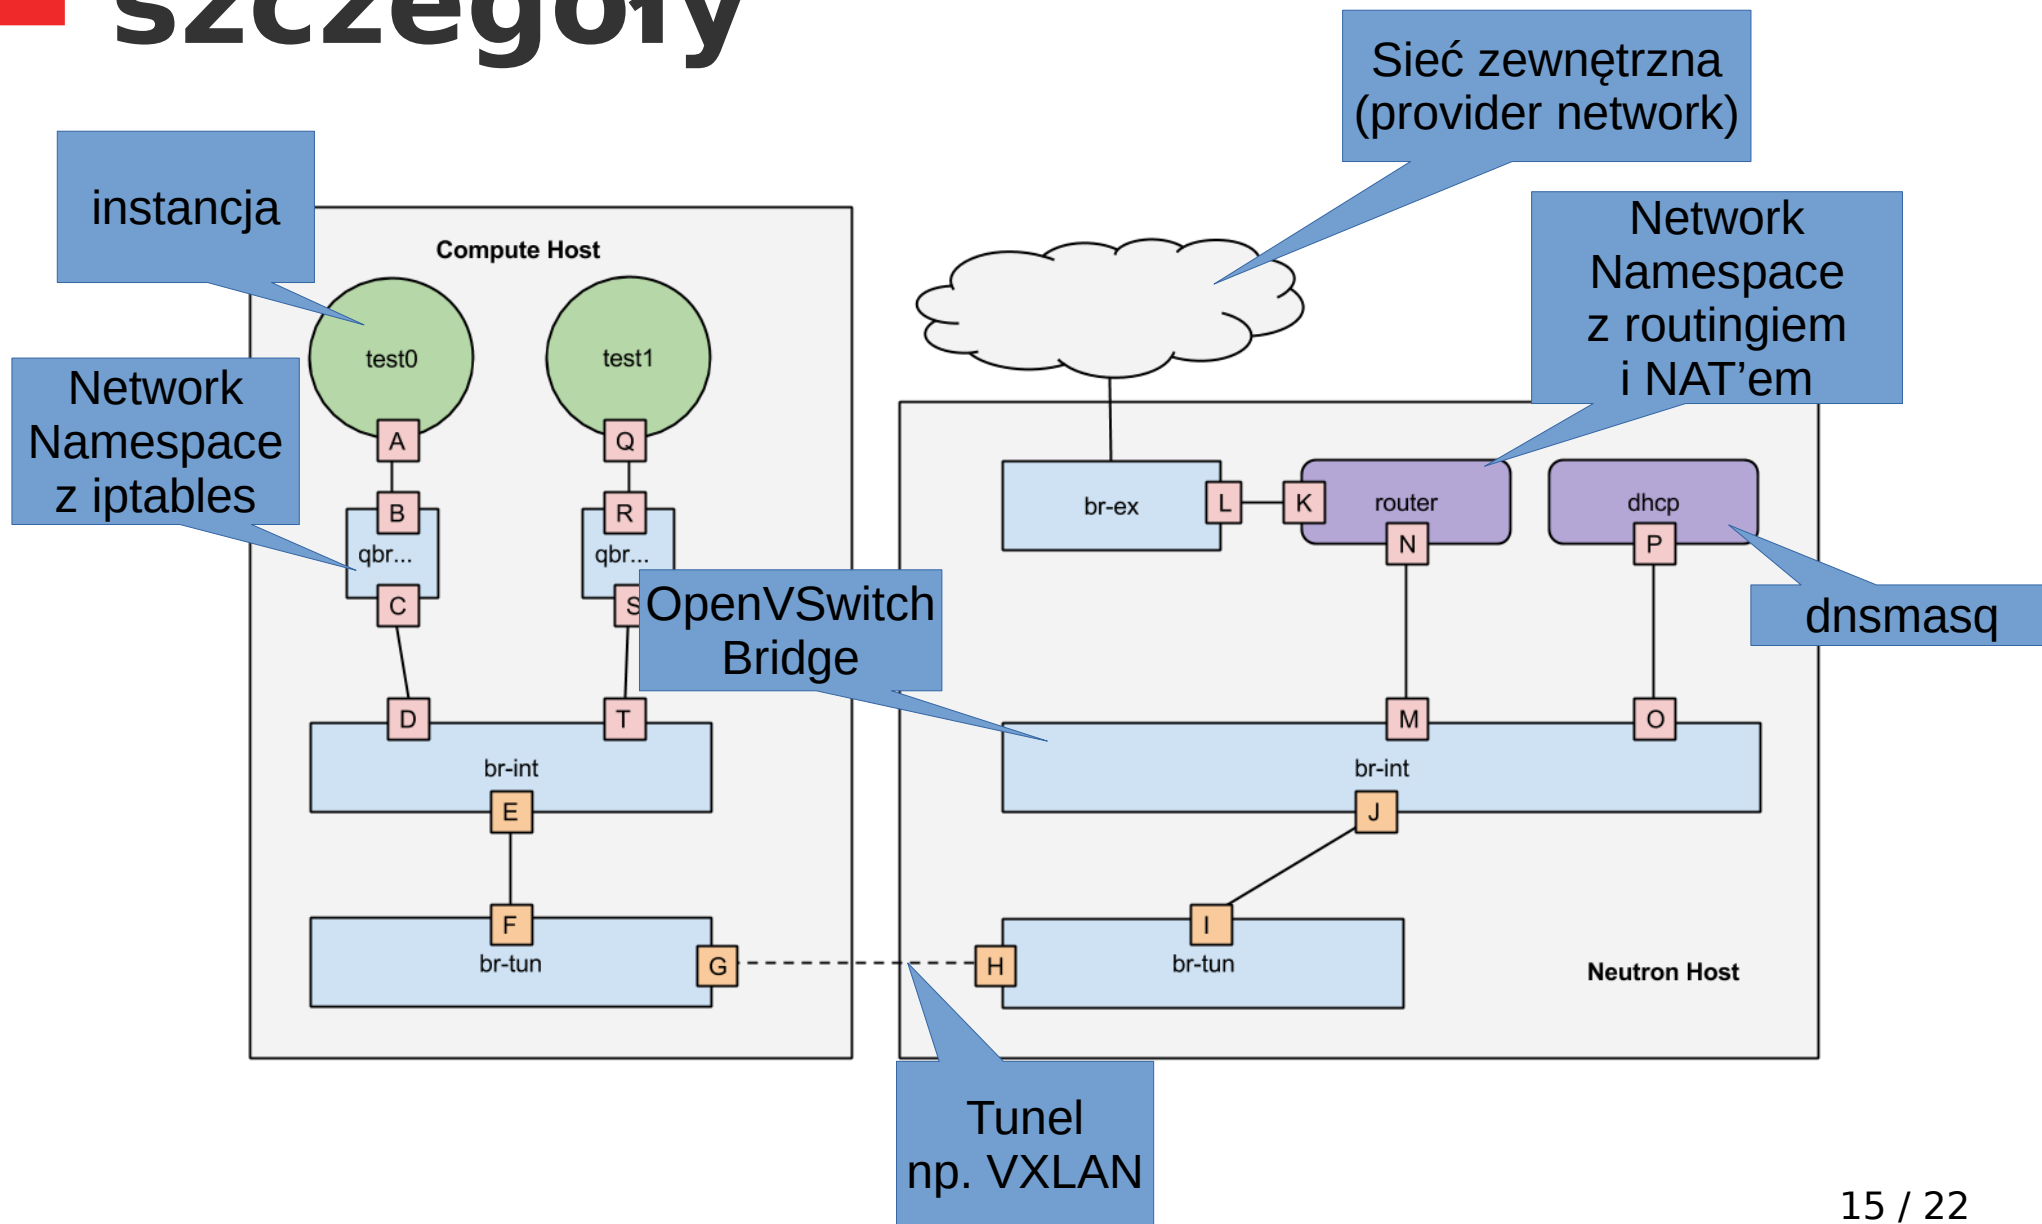 szczegóły
Sieć zewnętrzna
(provider network)
instancja
Network
Namespace
z routingiem
i NAT’em
Compute Host
test0
test1
Network
Namespace
z iptables
A
Q
B
R
qbr...
qbr...
C
S
br-ex
L
K
router
dhcp
N
P
OpenVSwitch
Bridge
dnsmasq
D
T
M
O
br-int
br-int
E
J
F
I
br-tun
G
H
br-tun
Neutron Host
Tunel
np. VXLAN
15 / 22